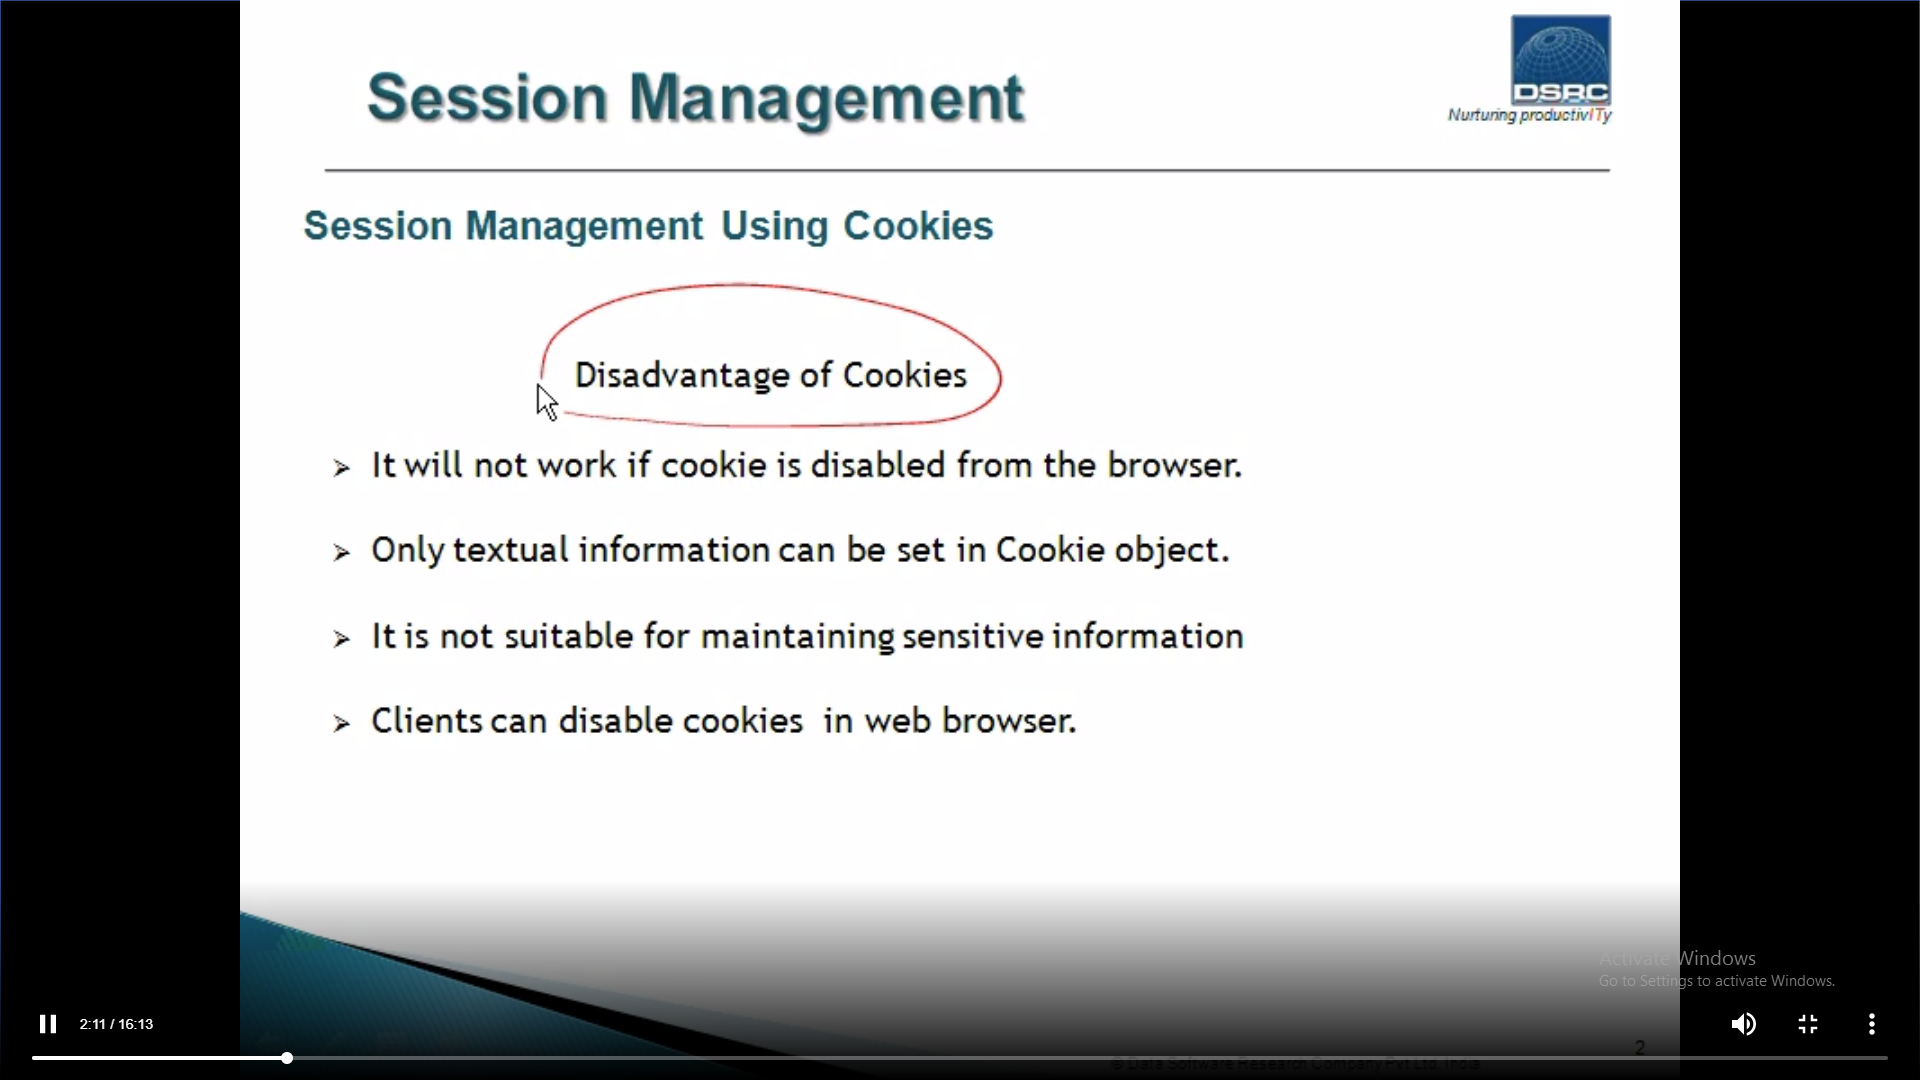 Session Management
DSRC
Nurturing productivITy
Session Management Using Cookies
Disadvantage of Cookies
It will not work if cookie is disabled from the browser.
Only textual information can be set in Cookie object.
It is not suitable for maintaining sensitive information
Clients can disable cookies in web browser.
Activate Windows
Go to Settings to activate Windows.
2:11 / 16:13
2
© Data Software Research Company Pvt Ltd. India